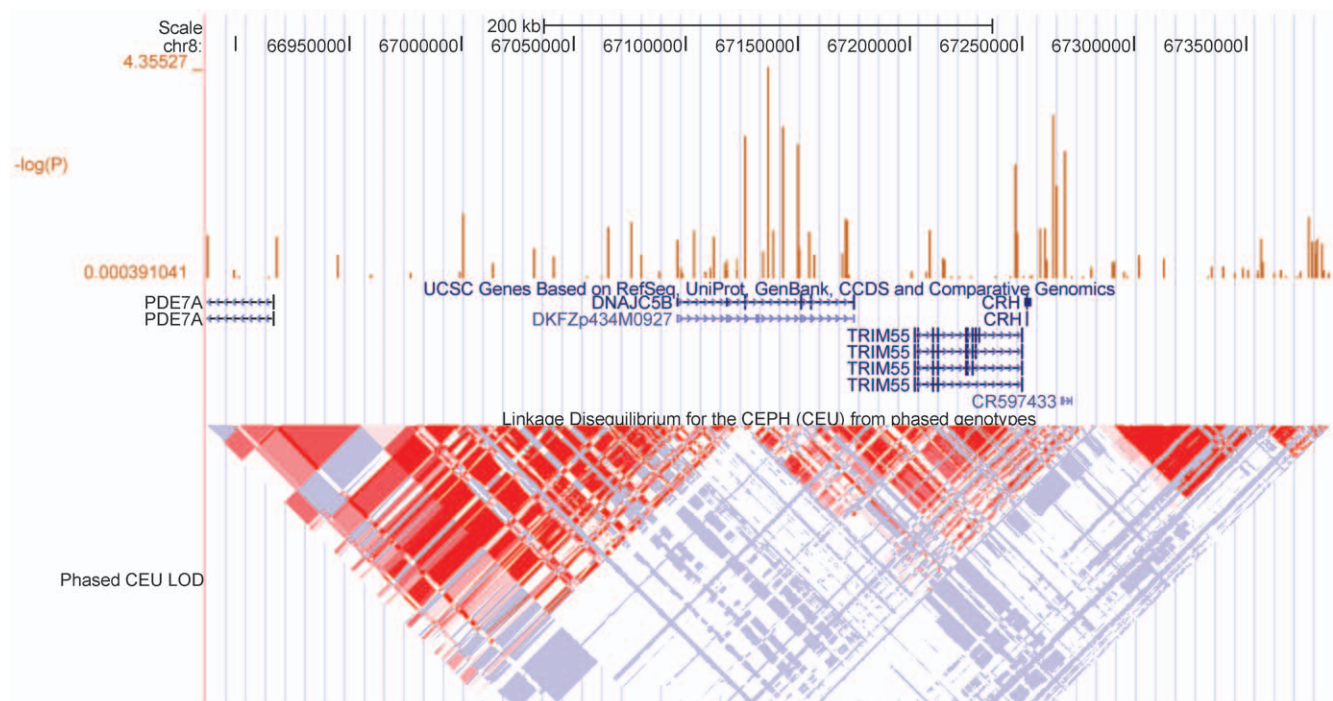 Scale 200 kb
chr8: 66950000 67000000 67050000 67100000 67150000 67200000 67250000 67300000 67350000
4.35527
-log(P)
0.000391041
UCSC Genes Based on RefSeq, UniProt, GenBank, CCDS and Comparative Genomics
PDE7A DNAJC5B CRH
PDE7A DKFZp434M0927 CRH
TRIM55
TRIM55
TRIM55
TRIM55
CR597433
Linkage Disequilibrium for the CEPH (CEU) from phased genotypes
Phased CEU LOD